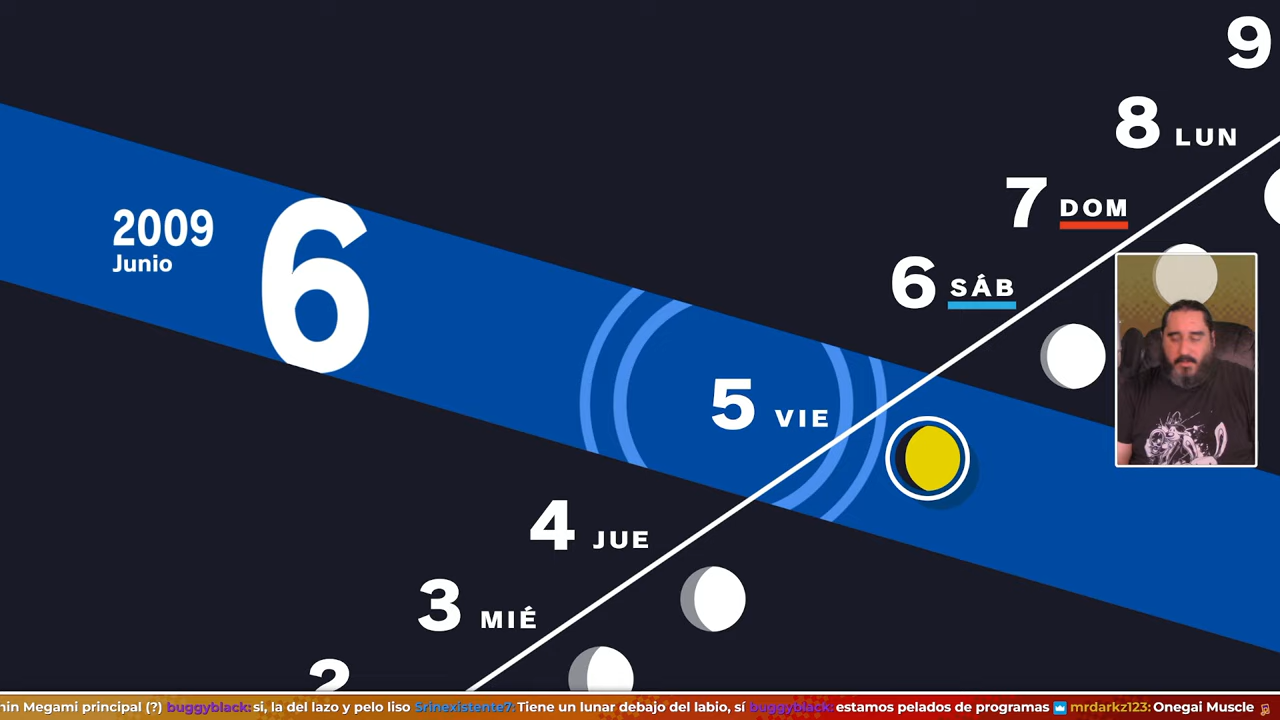 9
8 LUN
7 DOM
2009
Junio
6
6 SÁB
5 VIE
4 JUE
3 MIÉ
2
Megami principal (?) buggyblack: si, la del lazo y pelo liso Srinexistente7: Tiene un lunar debajo del labio, sí buggyblack: estamos pelados de programas mrdarkz123: Onegai Muscle